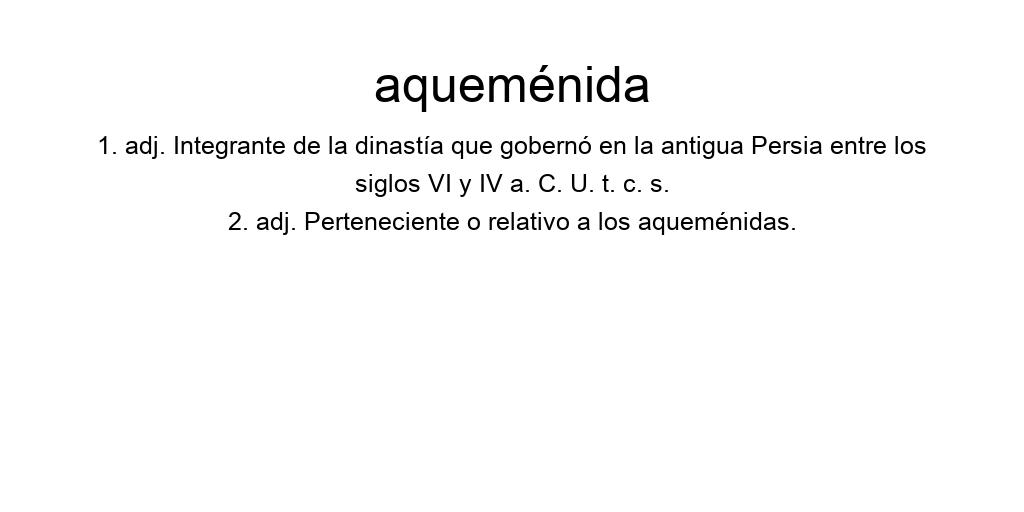 aqueménida
1. adj. Integrante de la dinastía que gobernó en la antigua Persia entre los
siglos VI y IV a. C. U. t. c. s.
2. adj. Perteneciente o relativo a los aqueménidas.